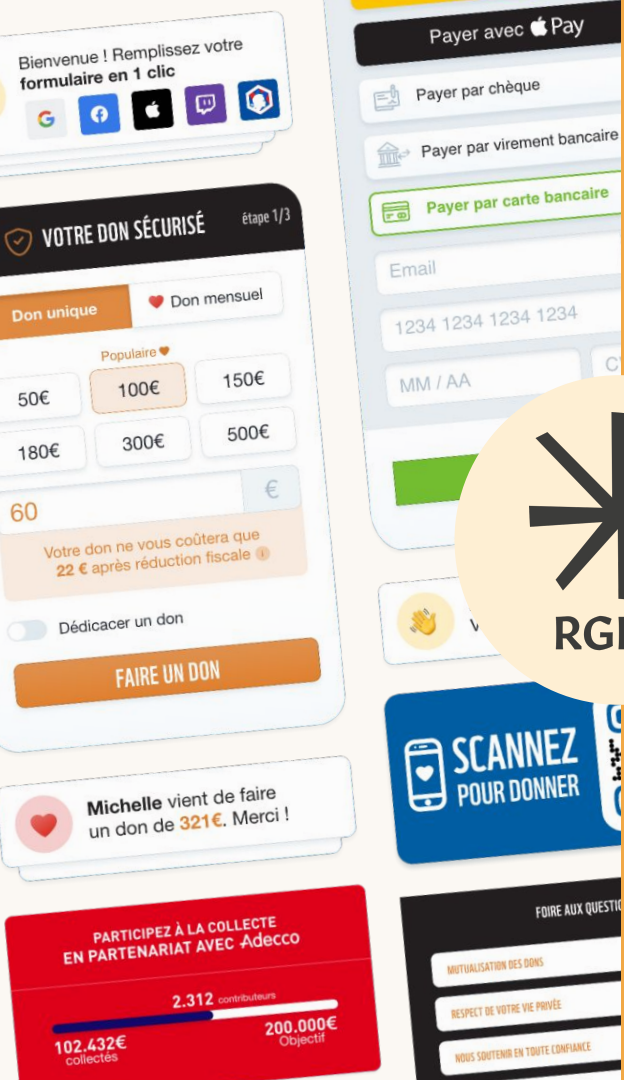 Bienvenue ! Remplissez votre
formulaire en 1 clic
VOTRE DON SÉCURISÉ
étape 1/3
Don unique
Don mensuel
Populaire
50€
100€
150€
180€
300€
500€
60
€
Votre don ne vous coûtera que
22 € après réduction fiscale
Dédicacer un don
FAIRE UN DON
Michelle vient de faire
un don de 321€. Merci !
PARTICIPEZ À LA COLLECTE
EN PARTENARIAT AVEC Adecco
2.312 contributeurs
102.432€
collectés
200.000€
Objectif
Payer avec Pay
Payer par chèque
Payer par virement bancaire
Payer par carte bancaire
Email
1234 1234 1234 1234
MM / AA
SCANNEZ
POUR DONNER
FOIRE AUX
MUTUALISATION DES DONS
RESPECT DE VOTRE VIE PRIVÉE
NOUS SOUTENIR EN TOUTE CONFIANCE